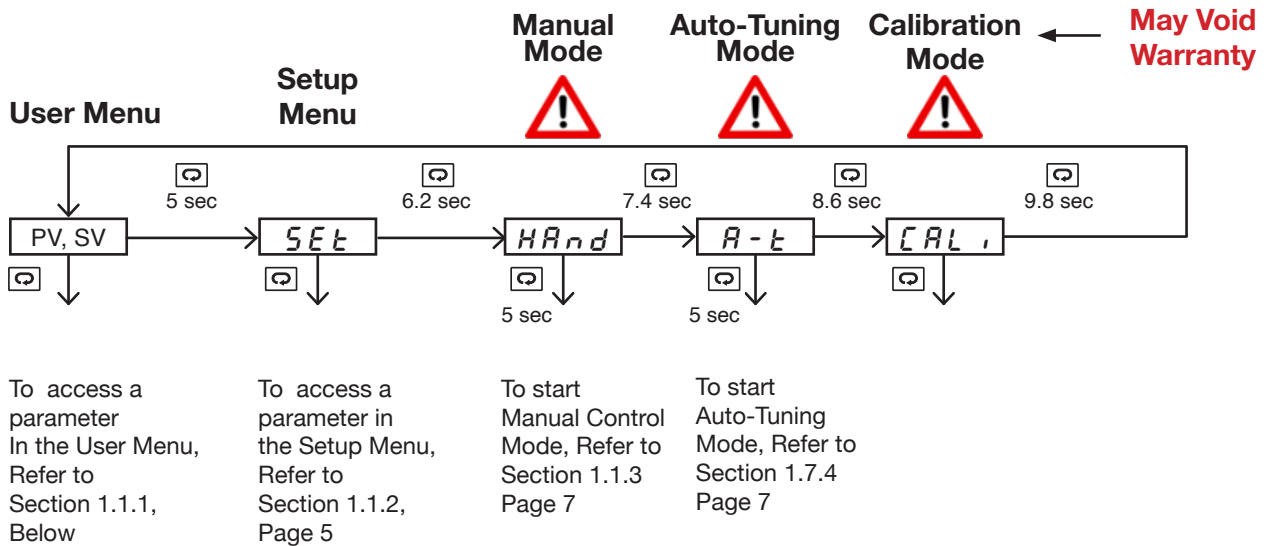 Manual
Mode
Auto-Tuning
Mode
Calibration
Mode
May Void
Warranty
Setup
Menu
User Menu
5 sec
6.2 sec
7.4 sec
8.6 sec
9.8 sec
PV, SV
SEt
HAnd
A-t
CALi
5 sec
5 sec
To access a
parameter
In the User Menu,
Refer to
Section 1.1.1,
Below
To access a
parameter in
the Setup Menu,
Refer to
Section 1.1.2,
Page 5
To start
Manual Control
Mode, Refer to
Section 1.1.3
Page 7
To start
Auto-Tuning
Mode, Refer to
Section 1.7.4
Page 7